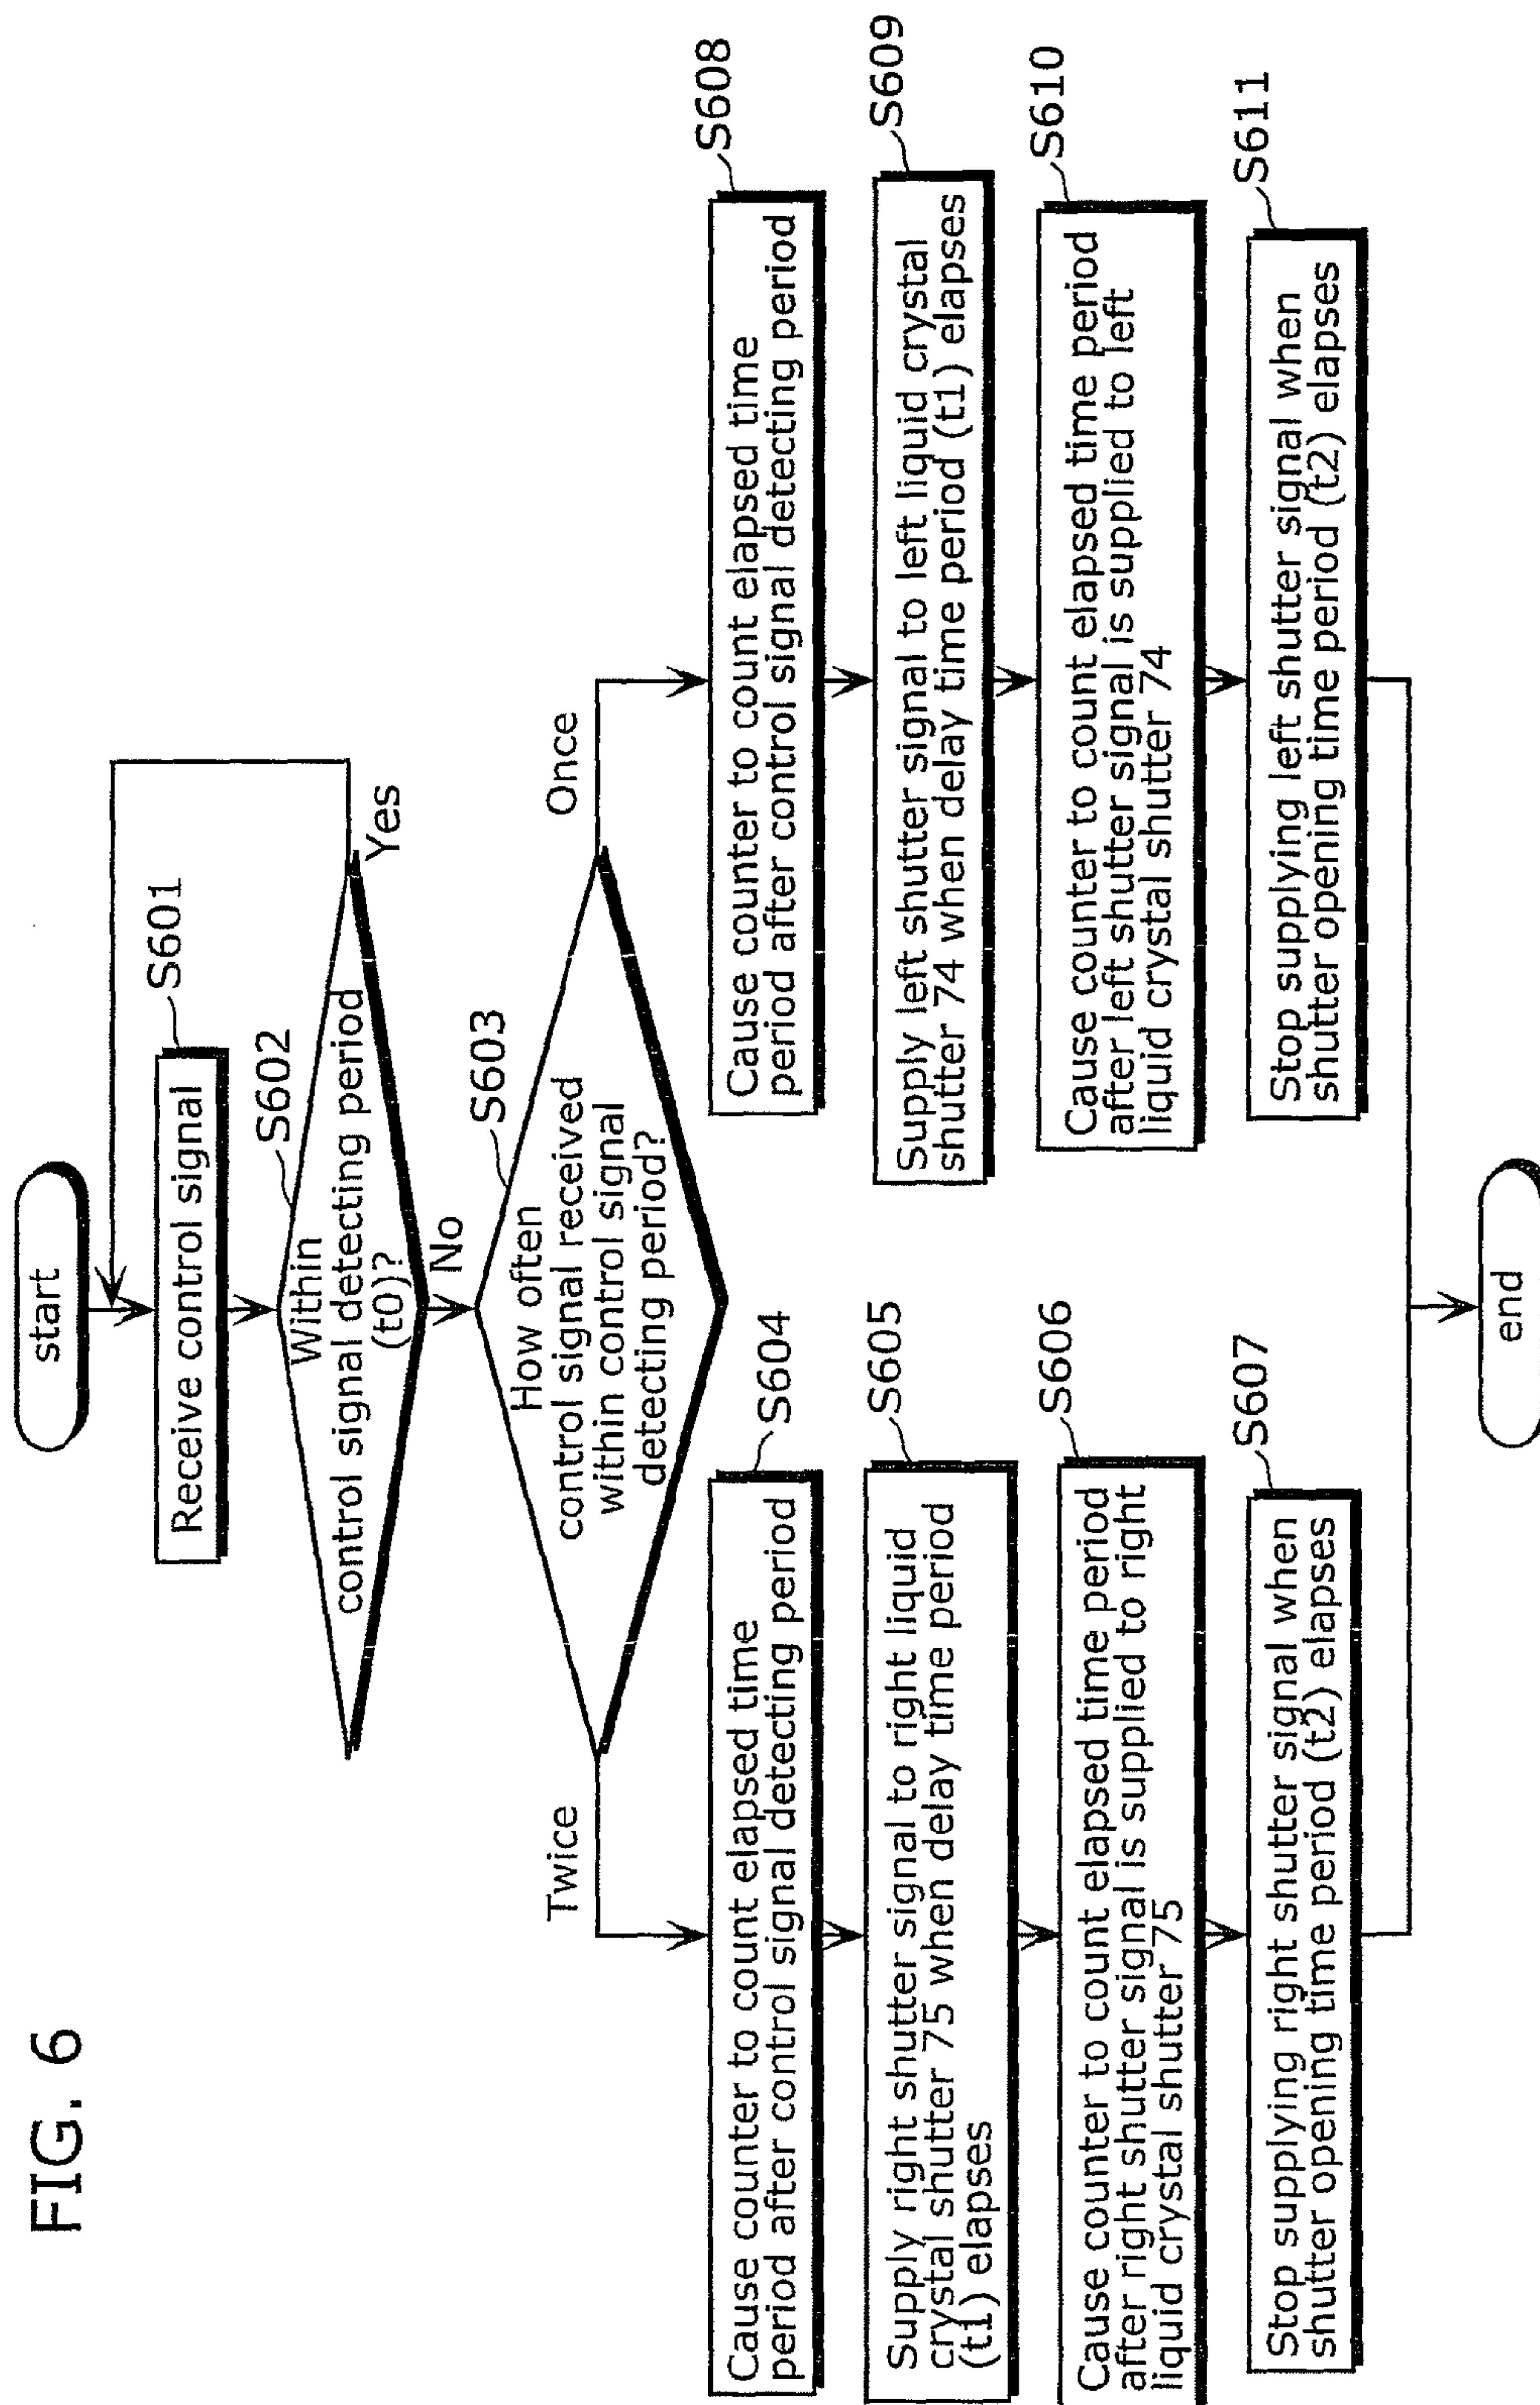 FIG. 6
start
Receive control signal
S601
S602
Within
control signal detecting period
(t0)?
Yes
No
S603
How often
control signal received
within control signal
detecting period?
Twice
Once
S604
Cause counter to count elapsed time
period after control signal detecting period
S605
Supply right shutter signal to right liquid
crystal shutter 75 when delay time period
(t1) elapses
S606
Cause counter to count elapsed time period
after right shutter signal is supplied to right
liquid crystal shutter 75
S607
Stop supplying right shutter signal when
shutter opening time period (t2) elapses
S608
Cause counter to count elapsed time
period after control signal detecting period
S609
Supply left shutter signal to left liquid crystal
shutter 74 when delay time period (t1) elapses
S610
Cause counter to count elapsed time period
after left shutter signal is supplied to left
liquid crystal shutter 74
S611
Stop supplying left shutter signal when
shutter opening time period (t2) elapses
end